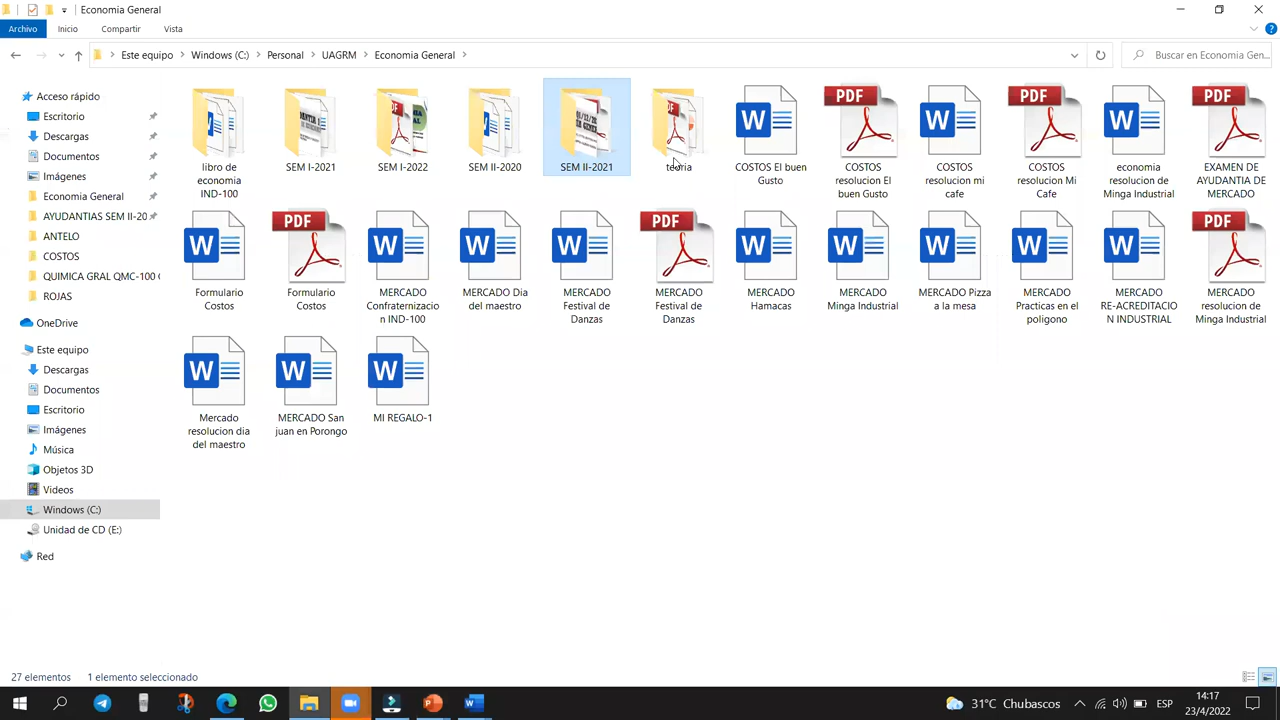 Economia General
Archivo Inicio Compartir Vista
Este equipo Windows (C:) Personal UAGRM Economia General
Buscar en Economia Gen...
Acceso rápido
Escritorio
Descargas
Documentos
Imágenes
Economia General
AYUDANTIAS SEM II-20
ANTELO
COSTOS
QUIMICA GRAL QMC-100
ROJAS
OneDrive
Este equipo
Descargas
Documentos
Escritorio
Imágenes
Música
Objetos 3D
Videos
Windows (C:)
Unidad de CD (E:)
Red
libro de
economia
IND-100
SEM I-2021
SEM I-2022
SEM II-2020
SEM II-2021
teoria
COSTOS El buen
Gusto
COSTOS
resolucion El
buen Gusto
COSTOS
resolucion mi
cafe
COSTOS
resolucion Mi
Cafe
economia
resolucion de
Minga Industrial
EXAMEN DE
AYUDANTIA DE
MERCADO
Formulario
Costos
Formulario
Costos
MERCADO
Confraternizacio
n IND-100
MERCADO Dia
del maestro
MERCADO
Festival de
Danzas
MERCADO
Festival de
Danzas
MERCADO
Hamacas
MERCADO
Minga Industrial
MERCADO Pizza
a la mesa
MERCADO
Practicas en el
poligono
MERCADO
RE-ACREDITACIO
N INDUSTRIAL
MERCADO
resolucion de
Minga Industrial
Mercado
resolucion dia
del maestro
MERCADO San
juan en Porongo
MI REGALO-1
27 elementos 1 elemento seleccionado
31°C Chubascos
ESP
14:17
23/4/2022